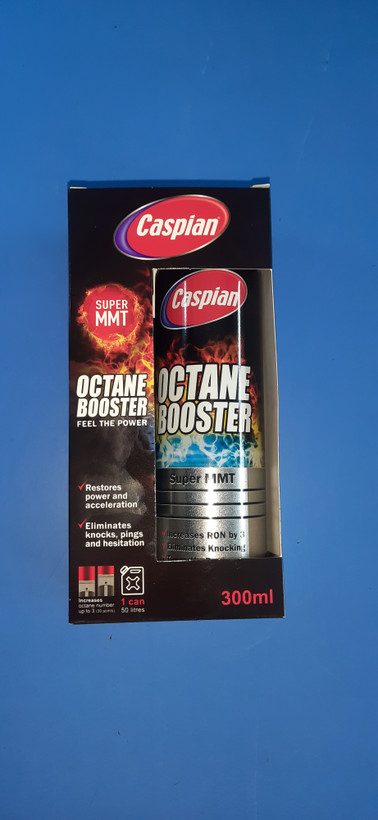 Caspian
SUPER
MMT
OCTANE
BOOSTER
FEEL THE POWER
Restores
power and
acceleration
Eliminates
knocks, pings
and hesitation
Increases
octane number
up to 3
1 can
50 litres
300ml
Caspian
OCTANE
BOOSTER
Super MMT
Increases RON by 3
Eliminates Knocking